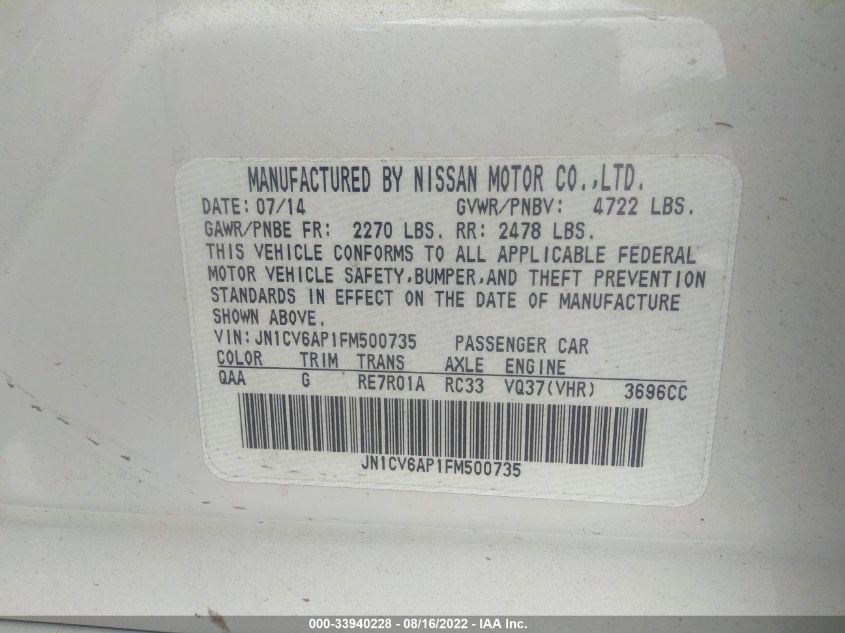 MANUFACTURED BY NISSAN MOTOR CO.,LTD.
DATE: 07/14 GVWR/PNBV: 4722 LBS.
GAWR/PNBE FR: 2270 LBS. RR: 2478 LBS.
THIS VEHICLE CONFORMS TO ALL APPLICABLE FEDERAL
MOTOR VEHICLE SAFETY,BUMPER,AND THEFT PREVENTION
STANDARDS IN EFFECT ON THE DATE OF MANUFACTURE
SHOWN ABOVE.
VIN: JN1CV6AP1FM500735 PASSENGER CAR
COLOR TRIM TRANS AXLE ENGINE
QAA G RE7R01A RC33 VQ37(VHR) 3696CC
JN1CV6AP1FM500735
000-33940228 - 08/16/2022 - IAA Inc.